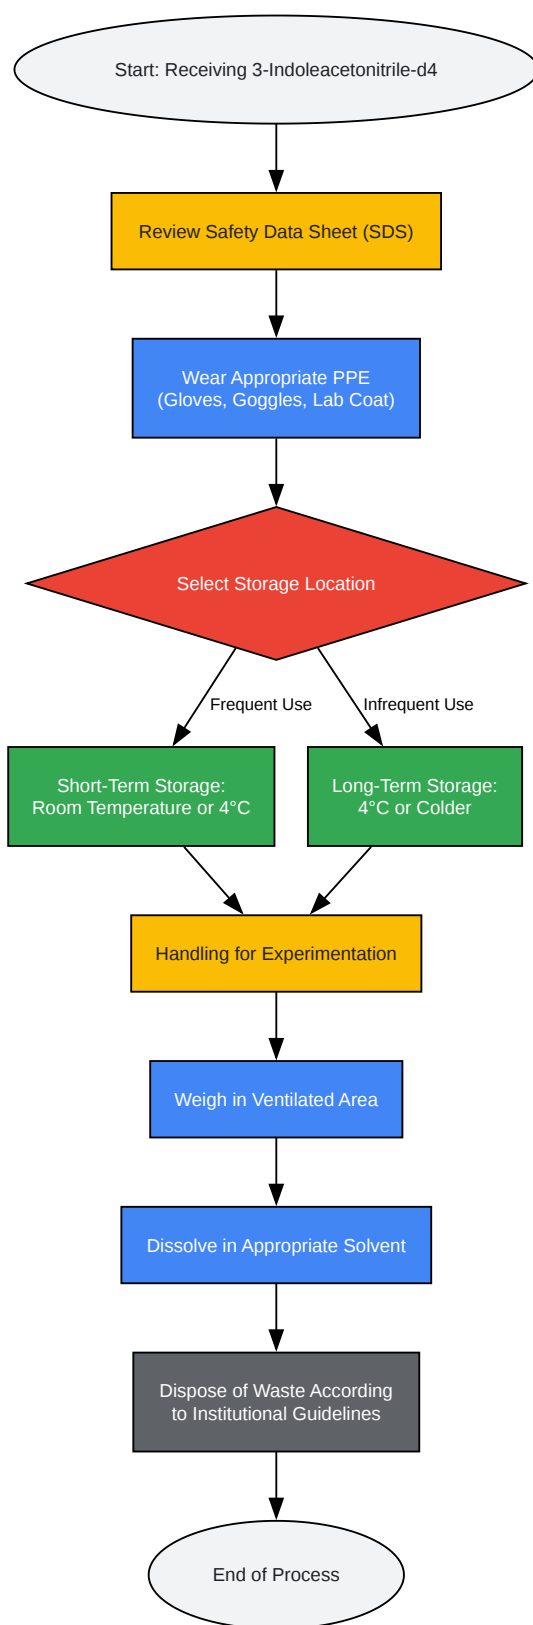 Start: Receiving 3-Indoleacetonitrile-d4
Review Safety Data Sheet (SDS)
Wear Appropriate PPE
(Gloves, Goggles, Lab Coat)
Select Storage Location
Frequent Use
Infrequent Use
Short-Term Storage:
Room Temperature or 4°C
Long-Term Storage:
4°C or Colder
Handling for Experimentation
Weigh in Ventilated Area
Dissolve in Appropriate Solvent
Dispose of Waste According
to Institutional Guidelines
End of Process